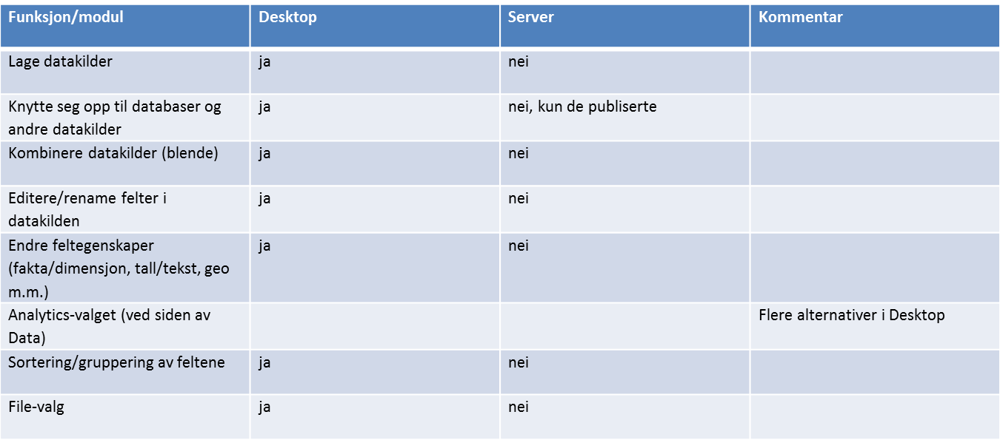 Funksjon/modul Desktop Server Kommentar
Lage datakilder ja nei
Knytte seg opp til databaser og ja nei, kun de publiserte
andre datakilder
Kombinere datakilder (blende) ja nei
Editere/rename felter i ja nei
datakilden
Endre feltegenskaper ja nei
(fakta/dimensjon, tall/tekst, geo
m.m.)
Analytics-valget (ved siden av Flere alternativer i Desktop
Data)
Sortering/gruppering av feltene ja nei
File-valg ja nei